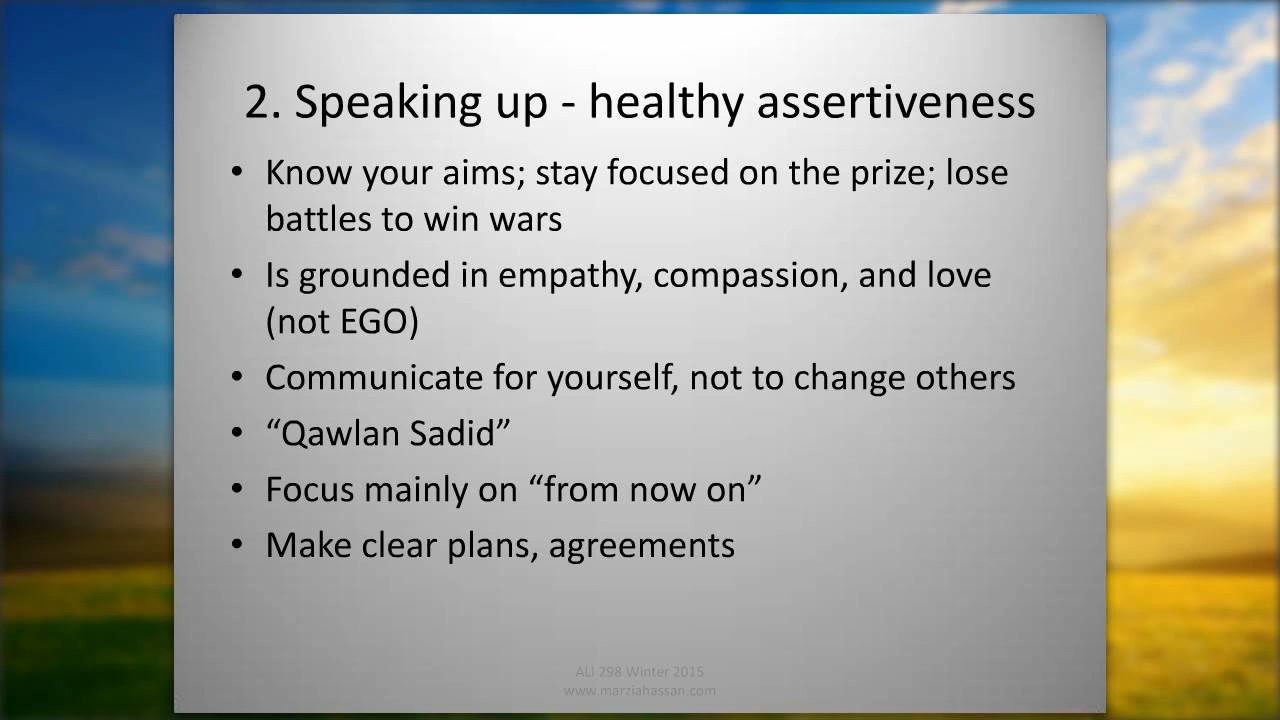 2. Speaking up - healthy assertiveness
• Know your aims; stay focused on the prize; lose
battles to win wars
• Is grounded in empathy, compassion, and love
(not EGO)
• Communicate for yourself, not to change others
• “Qawlan Sadid”
• Focus mainly on “from now on”
• Make clear plans, agreements
ALI 298 Winter 2015
www.marziahassan.com